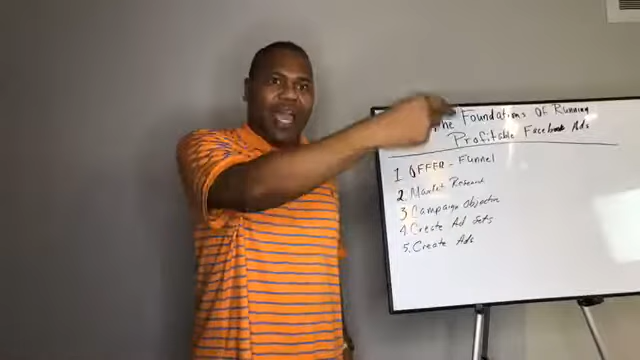 The Foundations Of Running
Profitable Facebook Ads
1 OFFER - Funnel
2. Market Research
3 Campaign Objective
4. Create Ad Sets
5. Create Ads